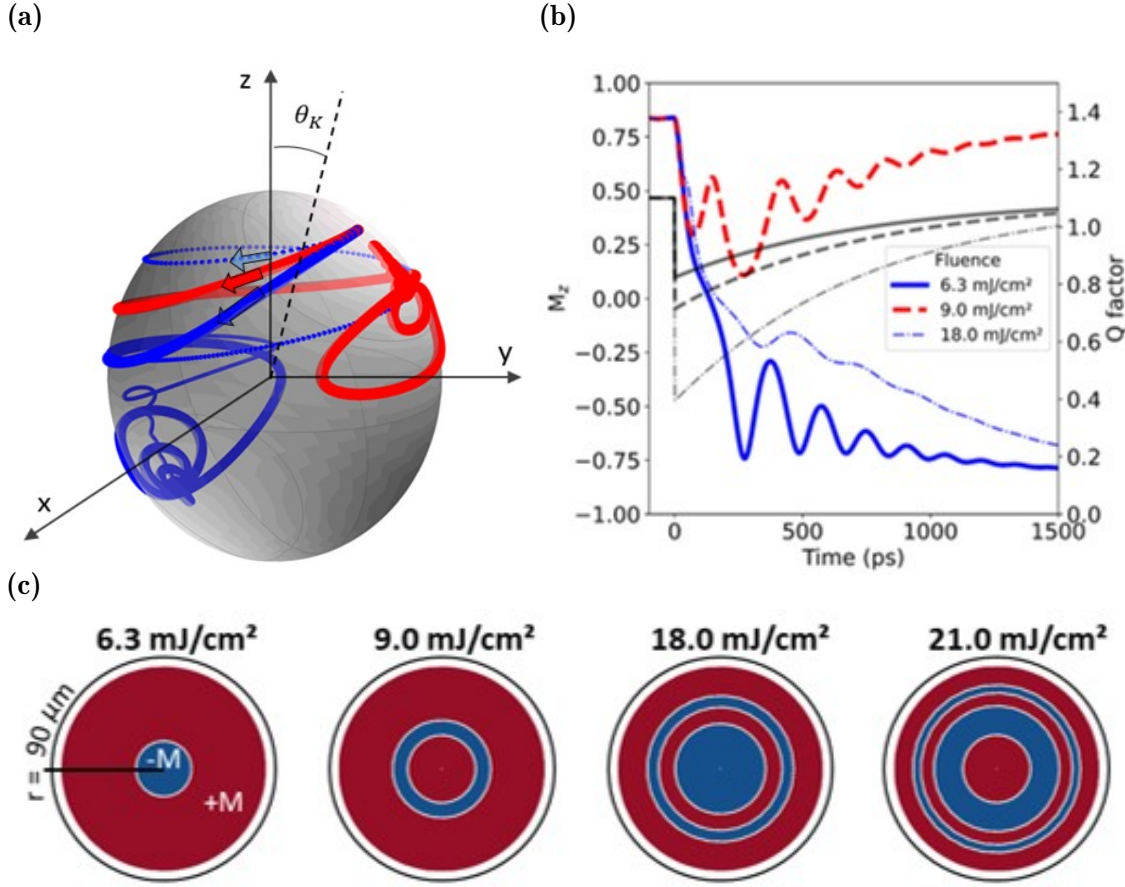 (a)
z
θ_K
y
x
(b)
1.00
0.75
0.50
0.25
0.00
−0.25
−0.50
−0.75
−1.00
M_z
0
500
1000
1500
Time (ps)
1.4
1.2
1.0
0.8
0.6
0.4
0.2
0.0
Q factor
Fluence
6.3 mJ/cm²
9.0 mJ/cm²
18.0 mJ/cm²
(c)
6.3 mJ/cm²
9.0 mJ/cm²
18.0 mJ/cm²
21.0 mJ/cm²
r = 90 μm
-M
+M